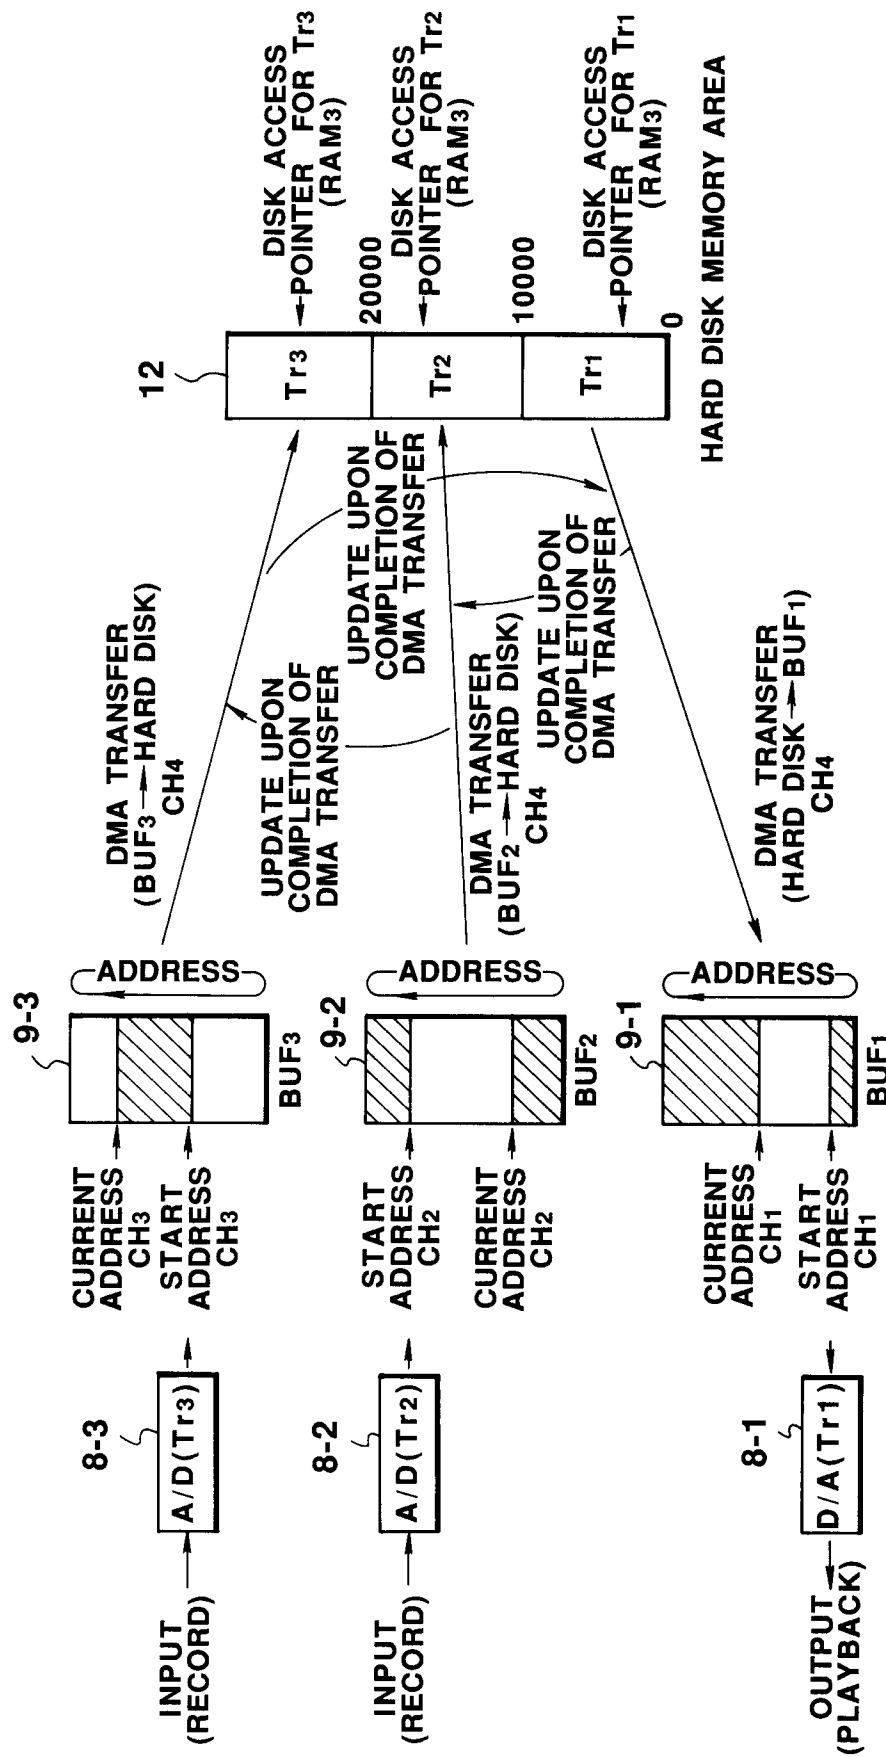 INPUT
(RECORD)
8-3
A/D(Tr3)
CURRENT
ADDRESS
CH3
START
ADDRESS
CH3
9-3
BUF3
ADDRESS
DMA TRANSFER
(BUF3→HARD DISK)
CH4
UPDATE UPON
COMPLETION OF
DMA TRANSFER
UPDATE UPON
COMPLETION OF
DMA TRANSFER
12
Tr3
DISK ACCESS
POINTER FOR Tr3
(RAM3)
20000
INPUT
(RECORD)
8-2
A/D(Tr2)
START
ADDRESS
CH2
CURRENT
ADDRESS
CH2
9-2
BUF2
ADDRESS
DMA TRANSFER
(BUF2→HARD DISK)
CH4
UPDATE UPON
COMPLETION OF
DMA TRANSFER
Tr2
DISK ACCESS
POINTER FOR Tr2
(RAM3)
10000
OUTPUT
(PLAYBACK)
8-1
D/A(Tr1)
CURRENT
ADDRESS
CH1
START
ADDRESS
CH1
9-1
BUF1
ADDRESS
DMA TRANSFER
(HARD DISK→BUF1)
CH4
Tr1
DISK ACCESS
POINTER FOR Tr1
(RAM3)
0
HARD DISK MEMORY AREA